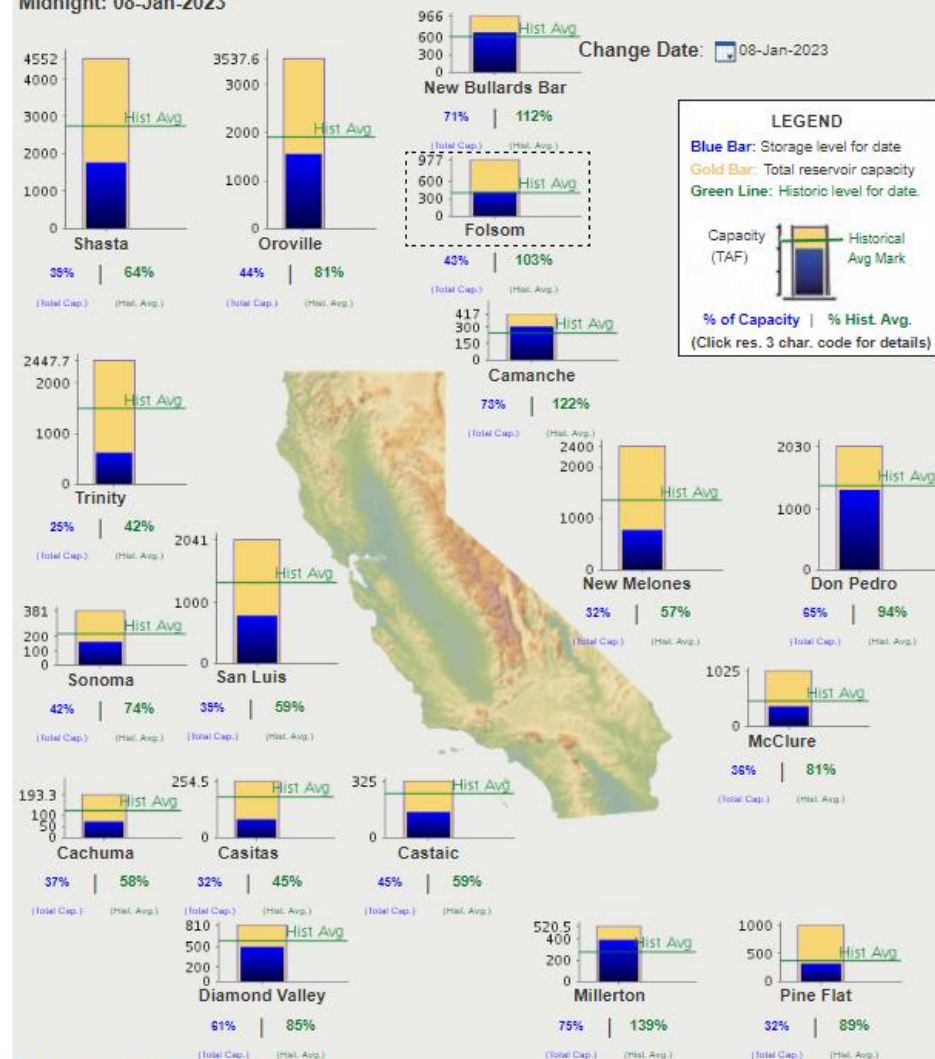 Midnight: 08-Jan-2023
Change Date: 08-Jan-2023
966
600
300
0
Hist Avg
New Bullards Bar
71% | 112%
(Total Cap.) (Hist. Avg.)
4552
4000
3000
2000
1000
0
Hist Avg
Shasta
39% | 64%
(Total Cap.) (Hist. Avg.)
3537.6
2000
1000
0
Hist Avg
Oroville
44% | 81%
(Total Cap.) (Hist. Avg.)
977
600
300
0
Hist Avg
Folsom
43% | 103%
(Total Cap.) (Hist. Avg.)
LEGEND
Blue Bar: Storage level for date
Gold Bar: Total reservoir capacity
Green Line: Historic level for date.
Capacity
(TAF)
Historical
Avg Mark
% of Capacity | % Hist. Avg.
(Click res. 3 char. code for details)
417
300
150
0
Hist Avg
Camanche
73% | 122%
(Total Cap.) (Hist. Avg.)
2447.7
2000
1000
0
Hist Avg
Trinity
25% | 42%
(Total Cap.) (Hist. Avg.)
2400
2000
1000
0
Hist Avg
New Melones
32% | 57%
(Total Cap.) (Hist. Avg.)
2030
1000
0
Hist Avg
Don Pedro
65% | 94%
(Total Cap.) (Hist. Avg.)
381
200
100
0
Hist Avg
Sonoma
42% | 74%
(Total Cap.) (Hist. Avg.)
2041
1000
0
Hist Avg
San Luis
39% | 59%
(Total Cap.) (Hist. Avg.)
1025
0
Hist Avg
McClure
36% | 81%
(Total Cap.) (Hist. Avg.)
193.3
100
50
0
Hist Avg
Cachuma
37% | 58%
(Total Cap.) (Hist. Avg.)
254.5
0
Hist Avg
Casitas
32% | 45%
(Total Cap.) (Hist. Avg.)
325
0
Hist Avg
Castaic
45% | 59%
(Total Cap.) (Hist. Avg.)
810
500
200
0
Hist Avg
Diamond Valley
61% | 85%
(Total Cap.) (Hist. Avg.)
520.5
400
200
0
Hist Avg
Millerton
75% | 139%
(Total Cap.) (Hist. Avg.)
1000
500
0
Hist Avg
Pine Flat
32% | 89%
(Total Cap.) (Hist. Avg.)